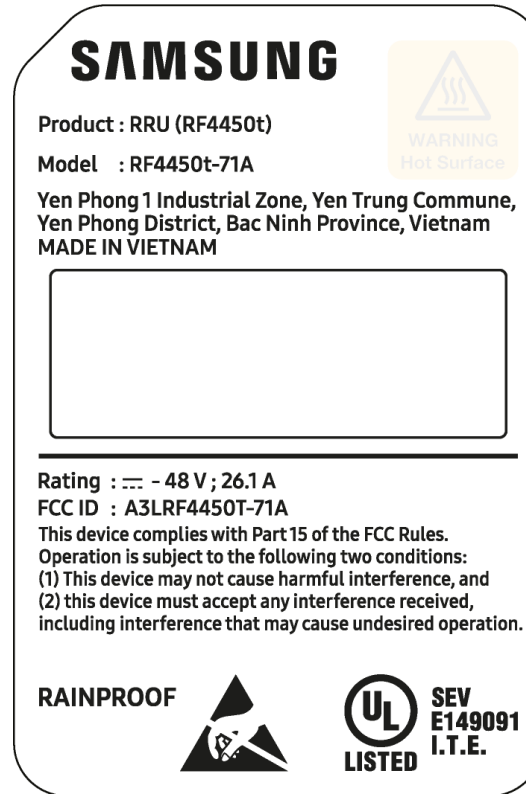 SAMSUNG
WARNING
Hot Surface
Product : RRU (RF4450t)
Model : RF4450t-71A
Yen Phong 1 Industrial Zone, Yen Trung Commune,
Yen Phong District, Bac Ninh Province, Vietnam
MADE IN VIETNAM
Rating : ⎓ - 48 V ; 26.1 A
FCC ID : A3LRF4450T-71A
This device complies with Part 15 of the FCC Rules.
Operation is subject to the following two conditions:
(1) This device may not cause harmful interference, and
(2) this device must accept any interference received,
including interference that may cause undesired operation.
RAINPROOF
UL
LISTED
SEV
E149091
I.T.E.